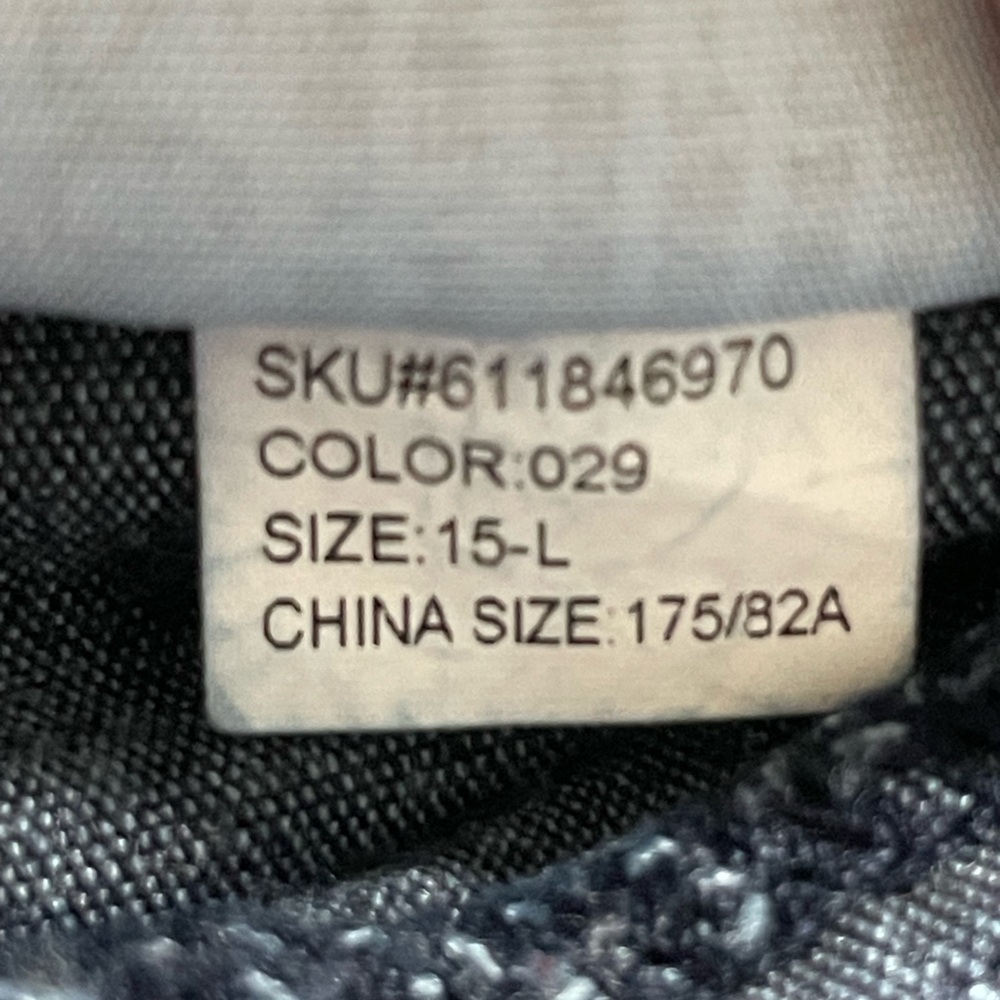 SKU#611846970
COLOR:029
SIZE:15-L
CHINA SIZE:175/82A